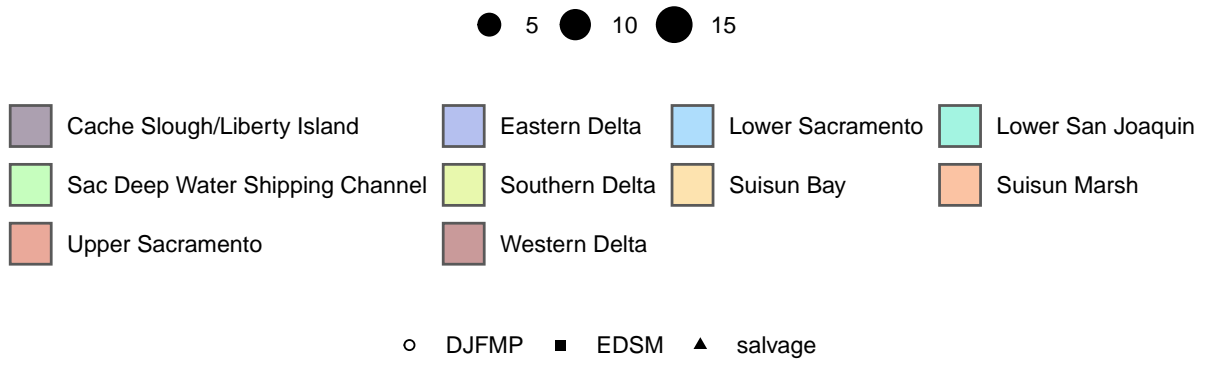 5 10 15
Cache Slough/Liberty Island Eastern Delta Lower Sacramento Lower San Joaquin
Sac Deep Water Shipping Channel Southern Delta Suisun Bay Suisun Marsh
Upper Sacramento Western Delta
DJFMP EDSM salvage